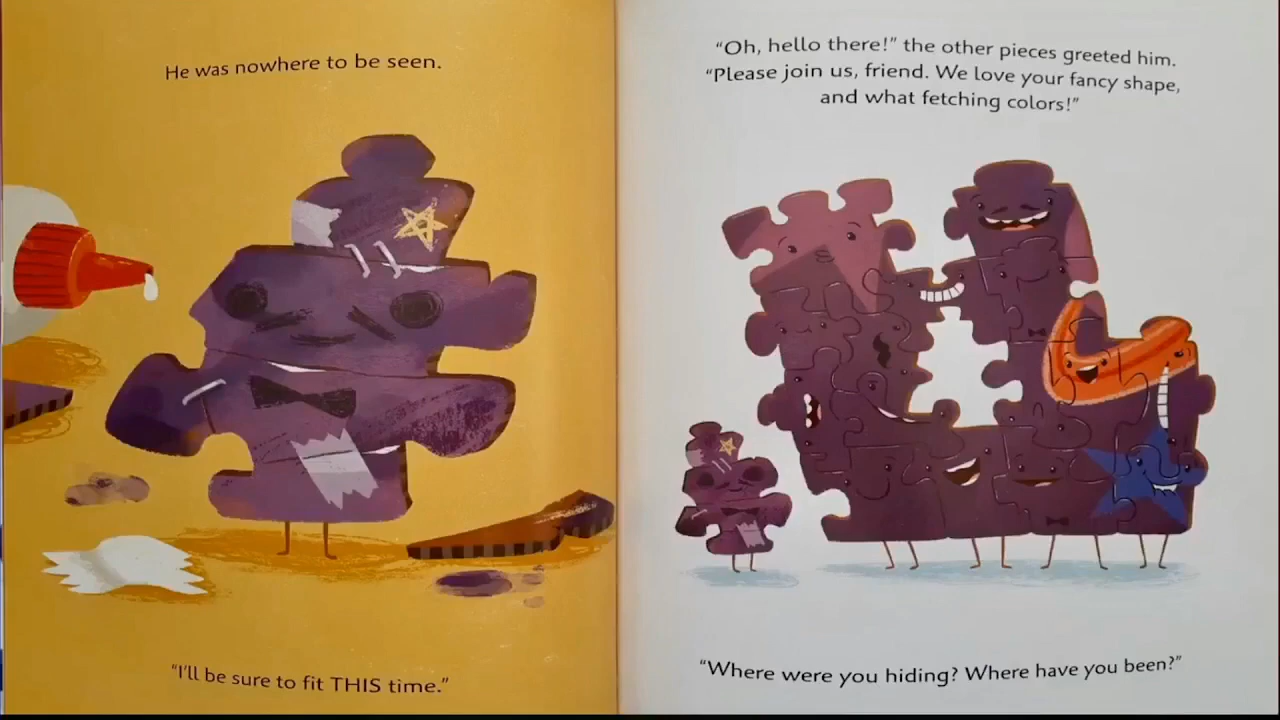 He was nowhere to be seen.
"I'll be sure to fit THIS time."
"Oh, hello there!" the other pieces greeted him.
"Please join us, friend. We love your fancy shape,
and what fetching colors!"
"Where were you hiding? Where have you been?"